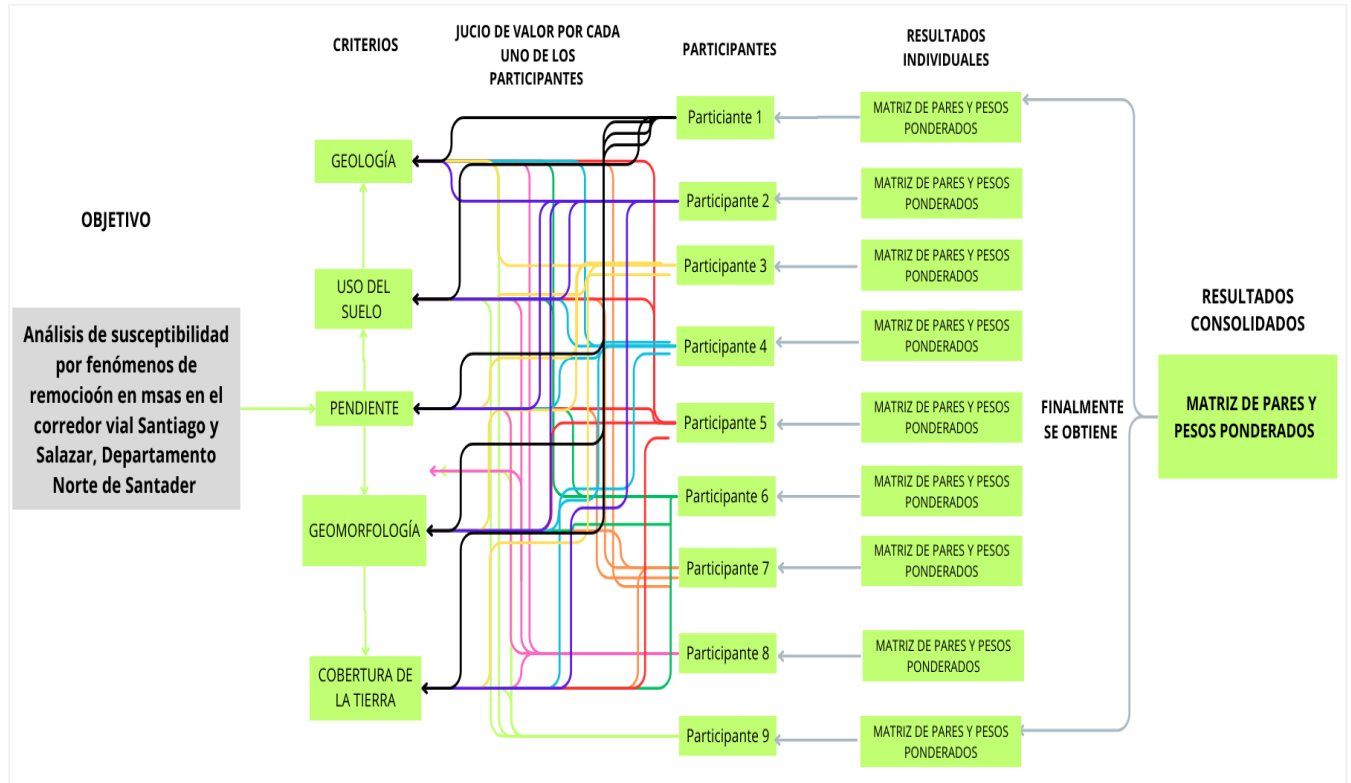 CRITERIOS
JUCIO DE VALOR POR CADA
UNO DE LOS
PARTICIPANTES
PARTICIPANTES
RESULTADOS
INDIVIDUALES
OBJETIVO
Análisis de susceptibilidad
por fenómenos de
remocioón en msas en el
corredor vial Santiago y
Salazar, Departamento
Norte de Santader
GEOLOGÍA
USO DEL
SUELO
PENDIENTE
GEOMORFOLOGÍA
COBERTURA DE
LA TIERRA
Particiante 1
Participante 2
Participante 3
Participante 4
Participante 5
Participante 6
Participante 7
Participante 8
Participante 9
MATRIZ DE PARES Y PESOS
PONDERADOS
MATRIZ DE PARES Y PESOS
PONDERADOS
MATRIZ DE PARES Y PESOS
PONDERADOS
MATRIZ DE PARES Y PESOS
PONDERADOS
MATRIZ DE PARES Y PESOS
PONDERADOS
MATRIZ DE PARES Y PESOS
PONDERADOS
MATRIZ DE PARES Y PESOS
PONDERADOS
MATRIZ DE PARES Y PESOS
PONDERADOS
MATRIZ DE PARES Y PESOS
PONDERADOS
FINALMENTE
SE OBTIENE
RESULTADOS
CONSOLIDADOS
MATRIZ DE PARES Y
PESOS PONDERADOS